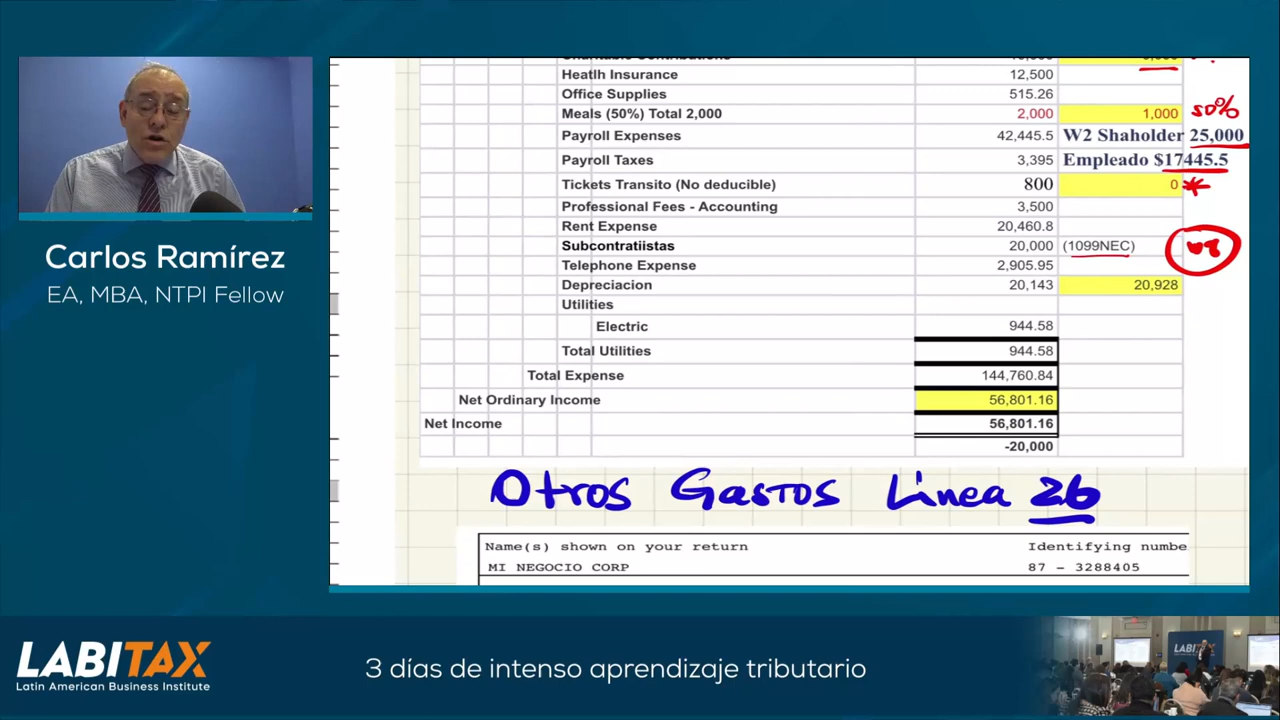 Heatlh Insurance 12,500
Office Supplies 515.26
Meals (50%) Total 2,000 2,000 1,000 50%
Payroll Expenses 42,445.5 W2 Shaholder 25,000
Payroll Taxes 3,395 Empleado $17445.5
Tickets Transito (No deducible) 800 0 *
Professional Fees - Accounting 3,500
Rent Expense 20,460.8
Subcontratiistas 20,000 (1099NEC)
Telephone Expense 2,905.95
Depreciacion 20,143 20,928
Utilities
Electric 944.58
Total Utilities 944.58
Total Expense 144,760.84
Net Ordinary Income 56,801.16
Net Income 56,801.16
-20,000
Otros Gastos Linea 26
Name(s) shown on your return Identifying numbe
MI NEGOCIO CORP 87 - 3288405
Carlos Ramírez
EA, MBA, NTPI Fellow
LABITAX
Latin American Business Institute
3 días de intenso aprendizaje tributario